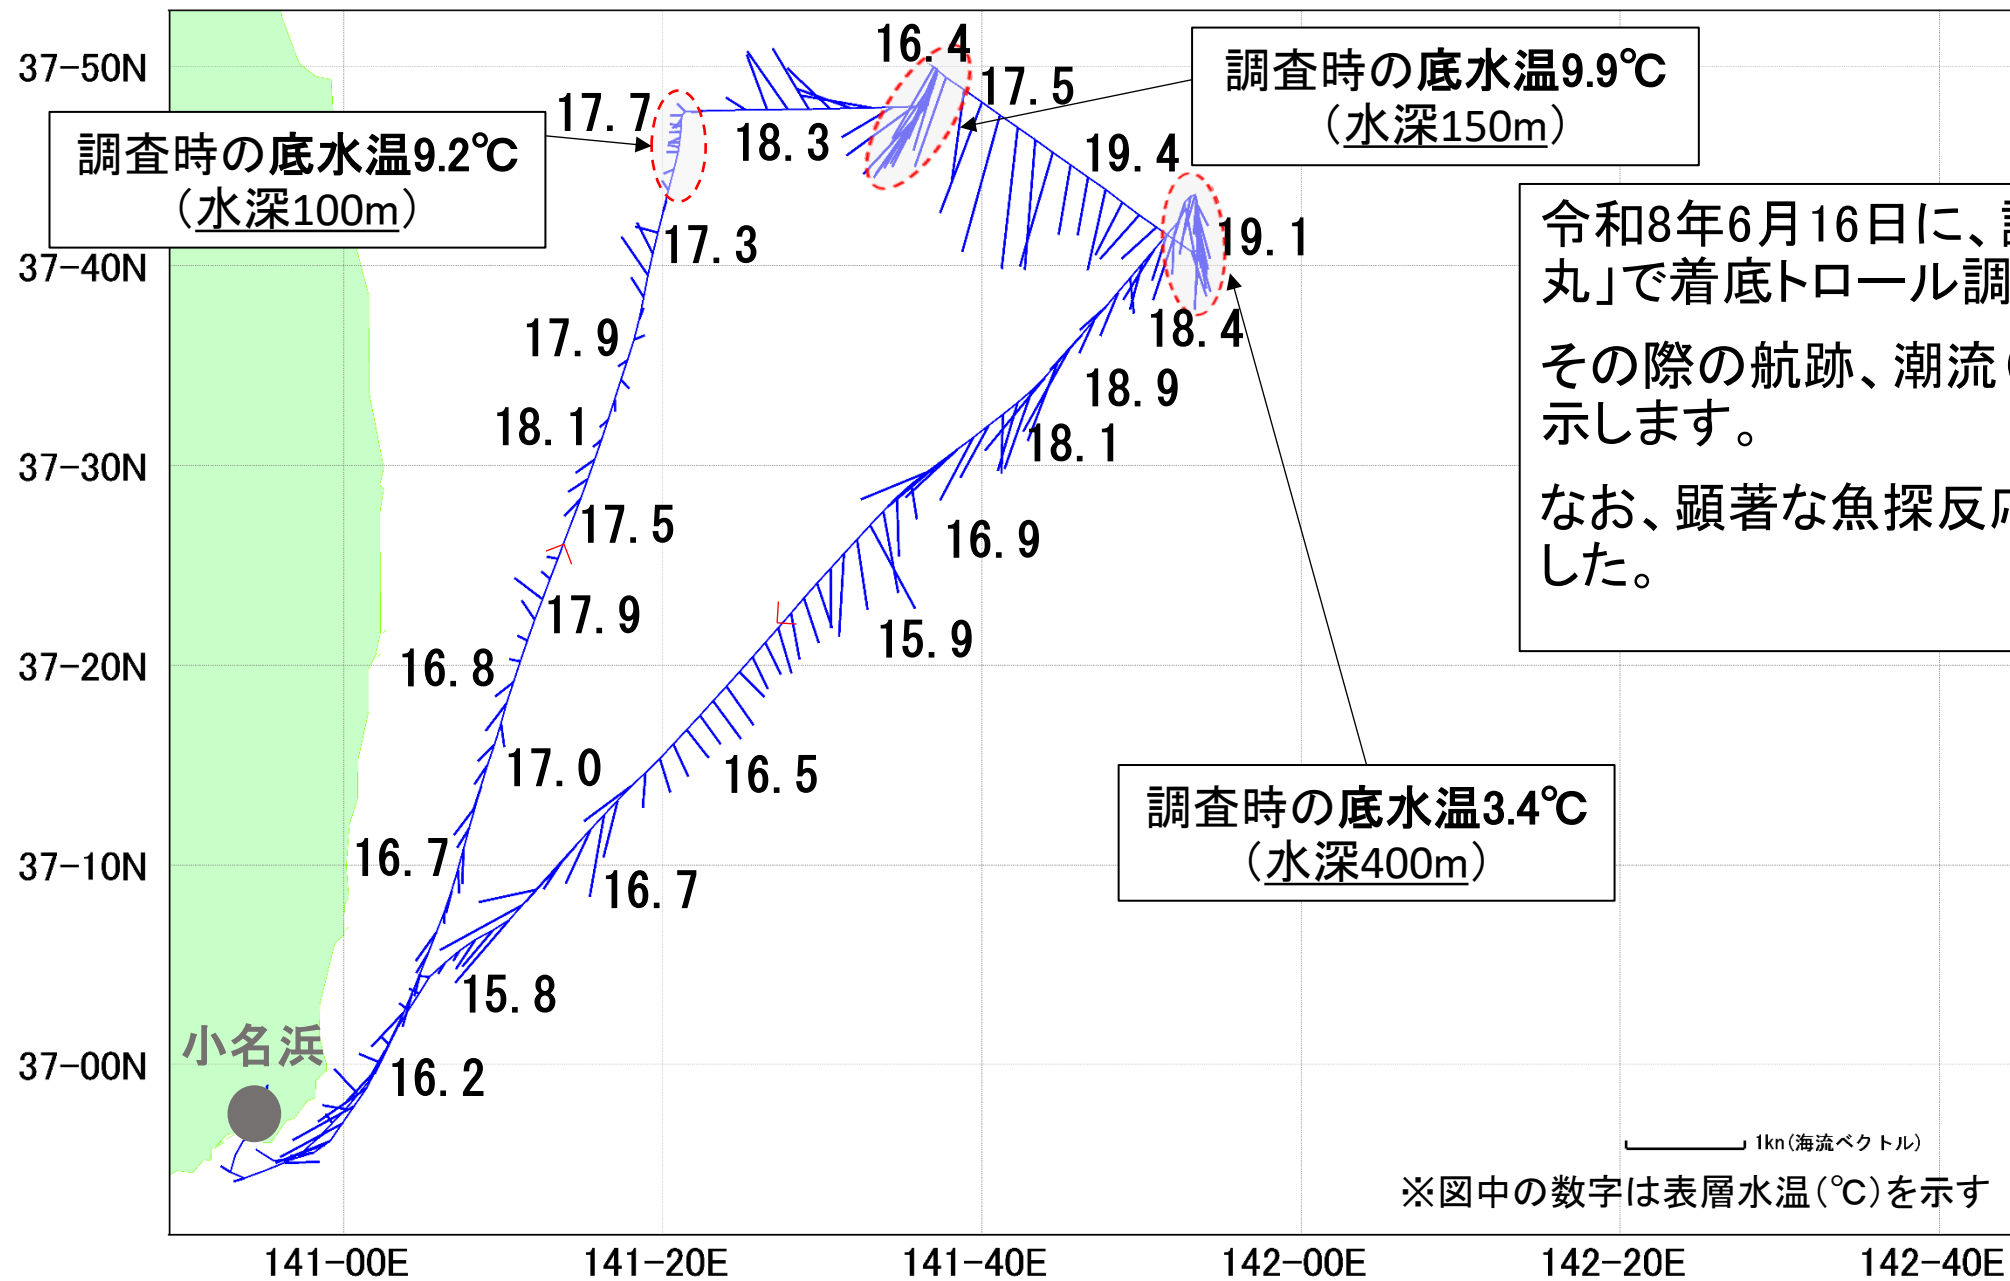 16.4
37-50N
17.5
調査時の底水温9.9℃
(水深150m)
17.7
18.3
19.4
調査時の底水温9.2℃
(水深100m)
令和8年6月16日に、
丸」で着底トロール調
その際の航跡、潮流(
示します。
なお、顕著な魚探反応
した。
17.3
19.1
37-40N
17.9
18.4
18.9
18.1
18.1
37-30N
17.5
16.9
17.9
15.9
16.8
37-20N
17.0
16.5
調査時の底水温3.4℃
(水深400m)
16.7
37-10N
16.7
15.8
小名浜
37-00N
16.2
1kn(海流ベクトル)
※図中の数字は表層水温(℃)を示す
141-00E 141-20E 141-40E 142-00E 142-20E 142-40E